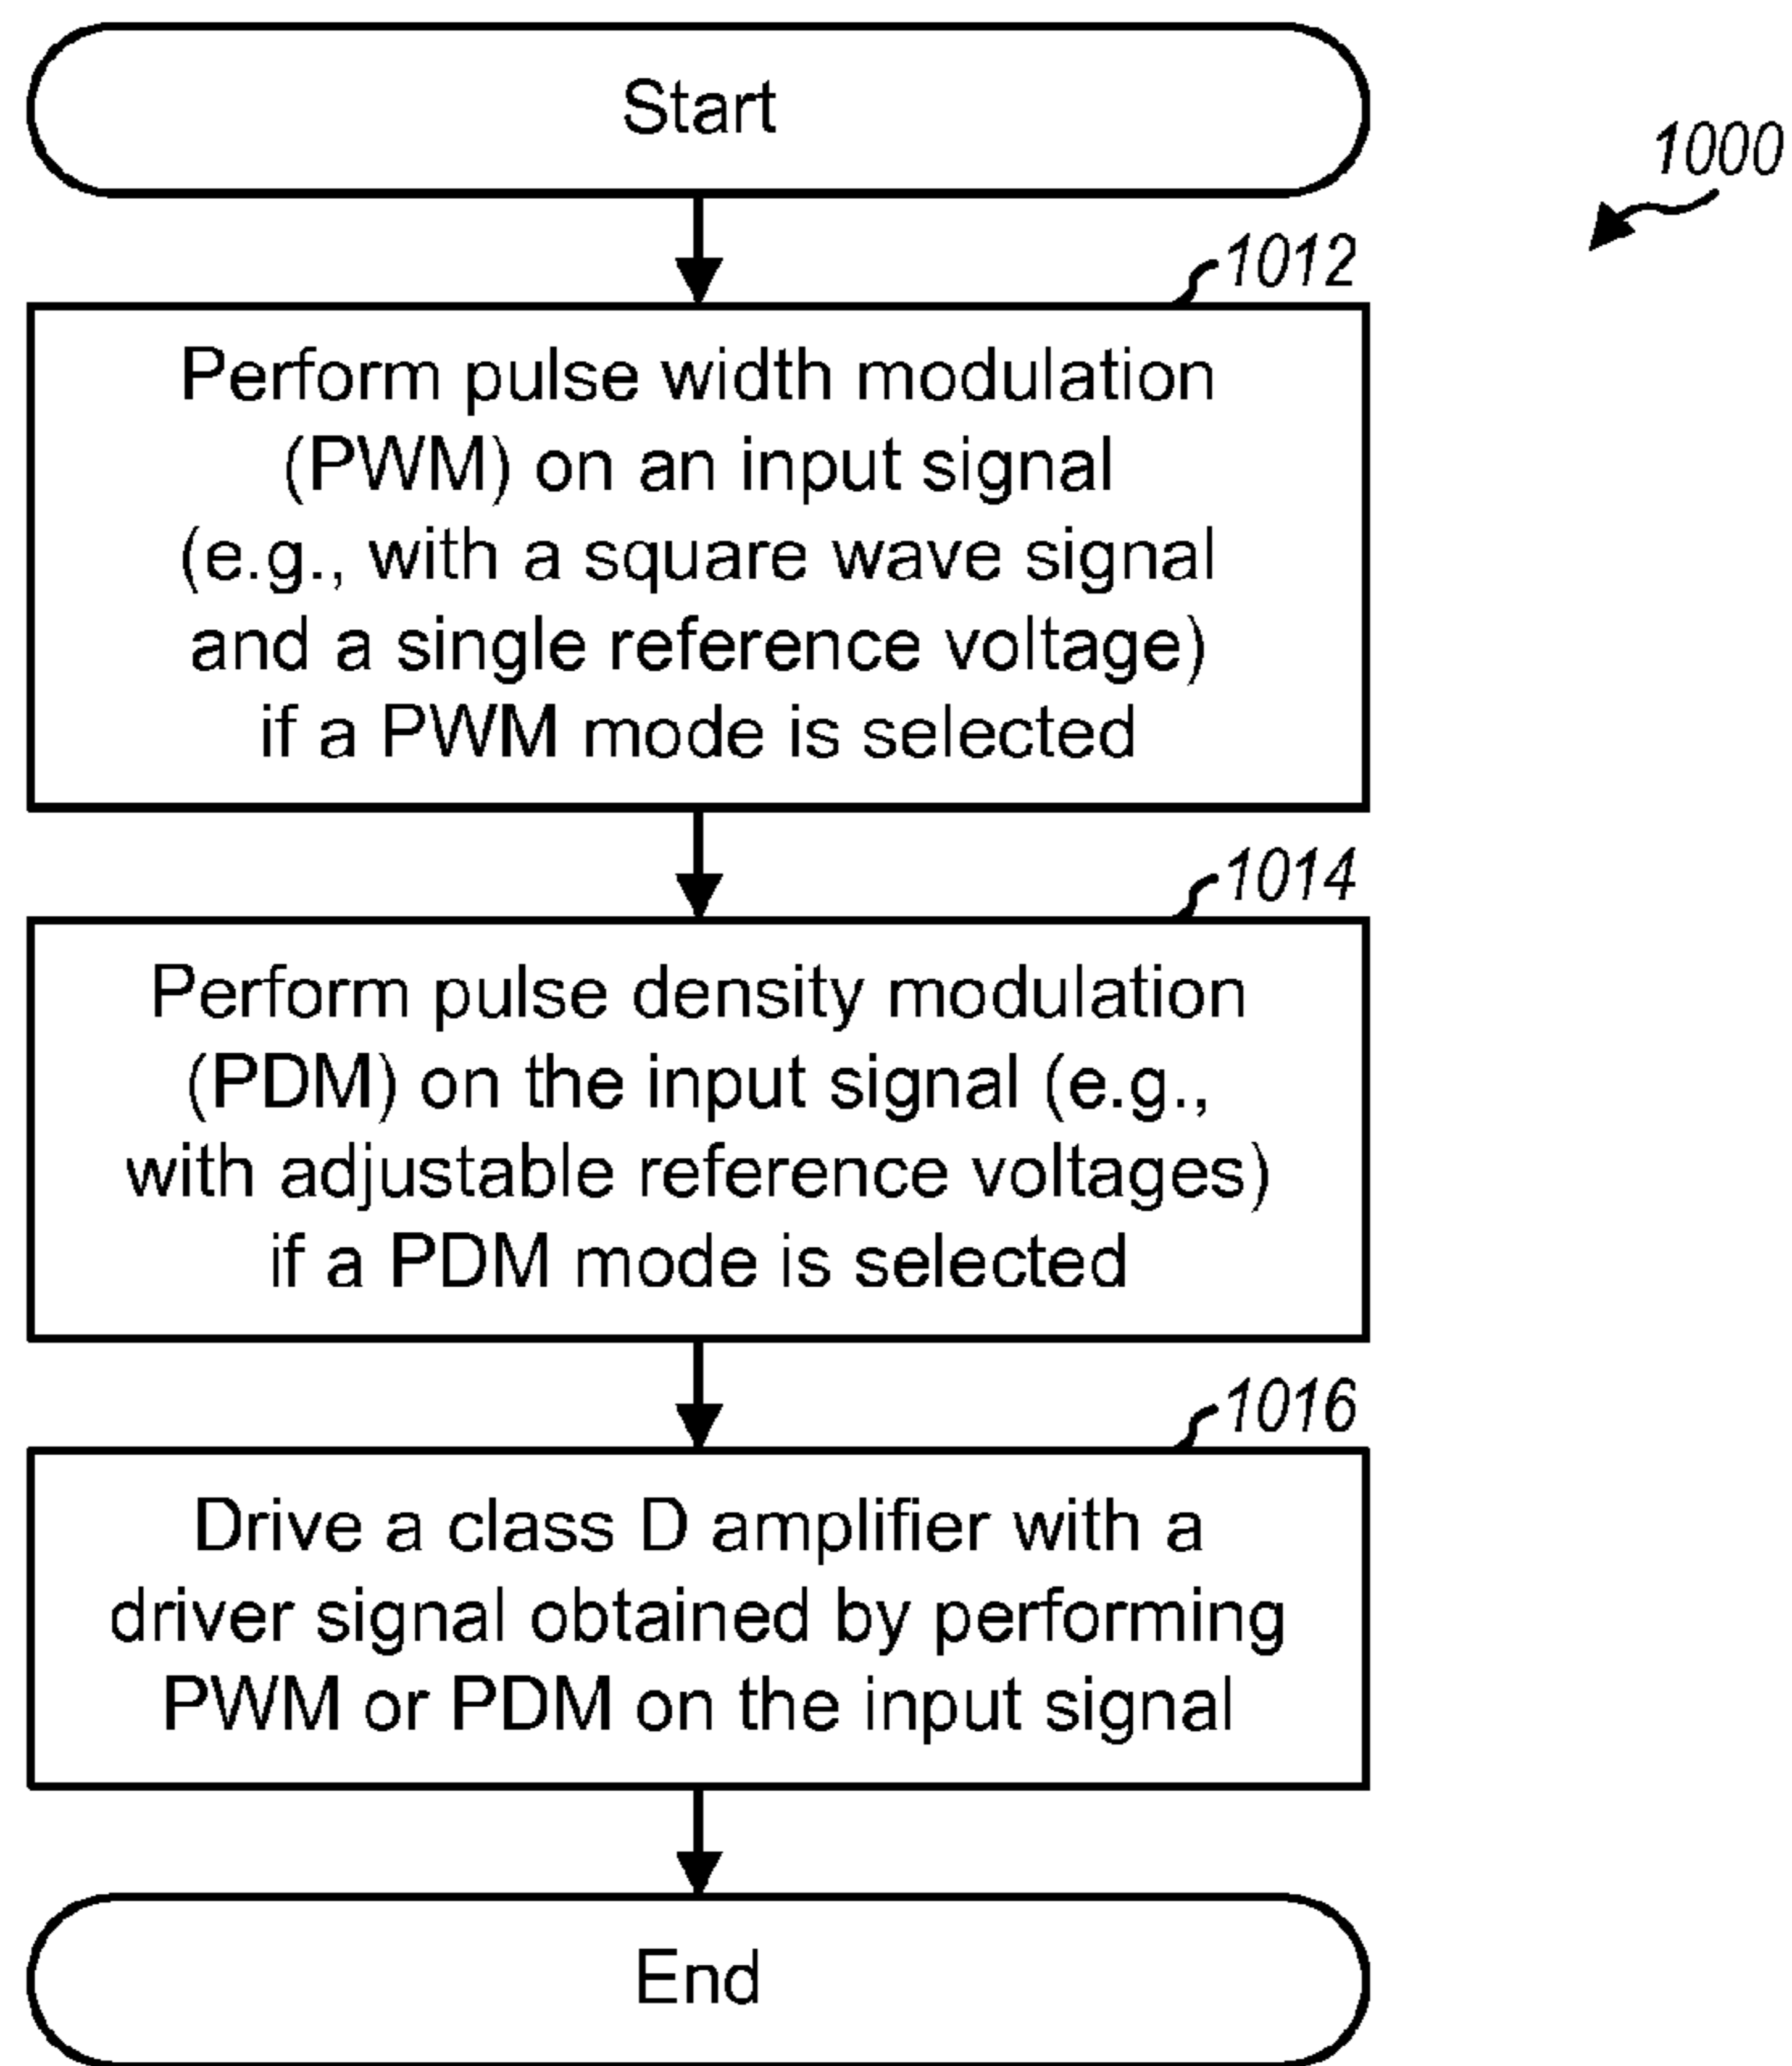 Start
1000
1012
Perform pulse width modulation
(PWM) on an input signal
(e.g., with a square wave signal
and a single reference voltage)
if a PWM mode is selected
1014
Perform pulse density modulation
(PDM) on the input signal (e.g.,
with adjustable reference voltages)
if a PDM mode is selected
1016
Drive a class D amplifier with a
driver signal obtained by performing
PWM or PDM on the input signal
End